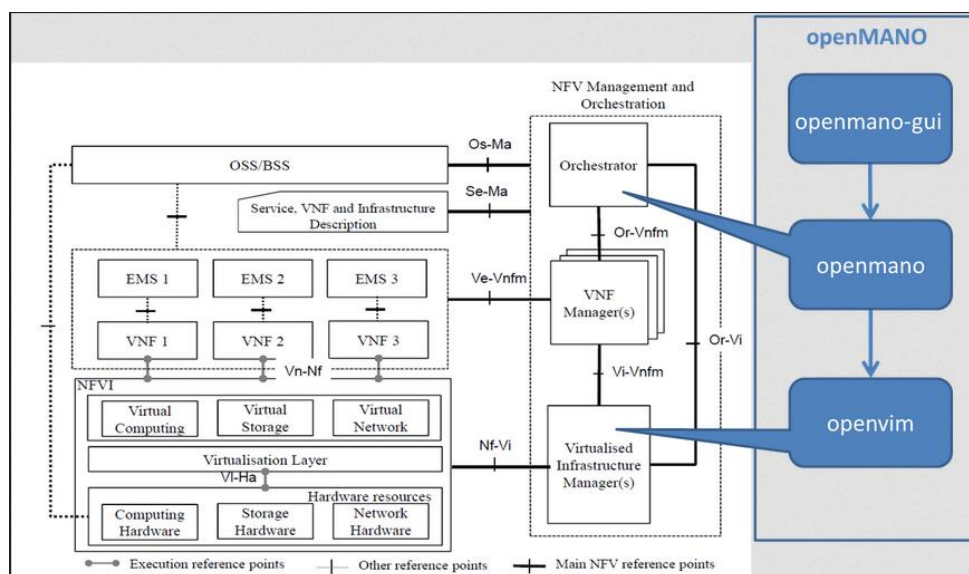 openMANO
NFV Management and
Orchestration
openmano-gui
Os-Ma
OSS/BSS
Orchestrator
Se-Ma
Service, VNF and Infrastructure
Description
Or-Vnfm
openmano
EMS 1
EMS 2
EMS 3
Ve-Vnfm
VNF
Manager(s)
VNF 1
VNF 2
VNF 3
Or-Vi
Vn-Nf
Vi-Vnfm
NFVI
Virtual
Computing
Virtual
Storage
Virtual
Network
openvim
Nf-Vi
Virtualised
Infrastructure
Manager(s)
Virtualisation Layer
Vl-Ha
Hardware resources
Computing
Hardware
Storage
Hardware
Network
Hardware
Execution reference points
Other reference points
Main NFV reference points